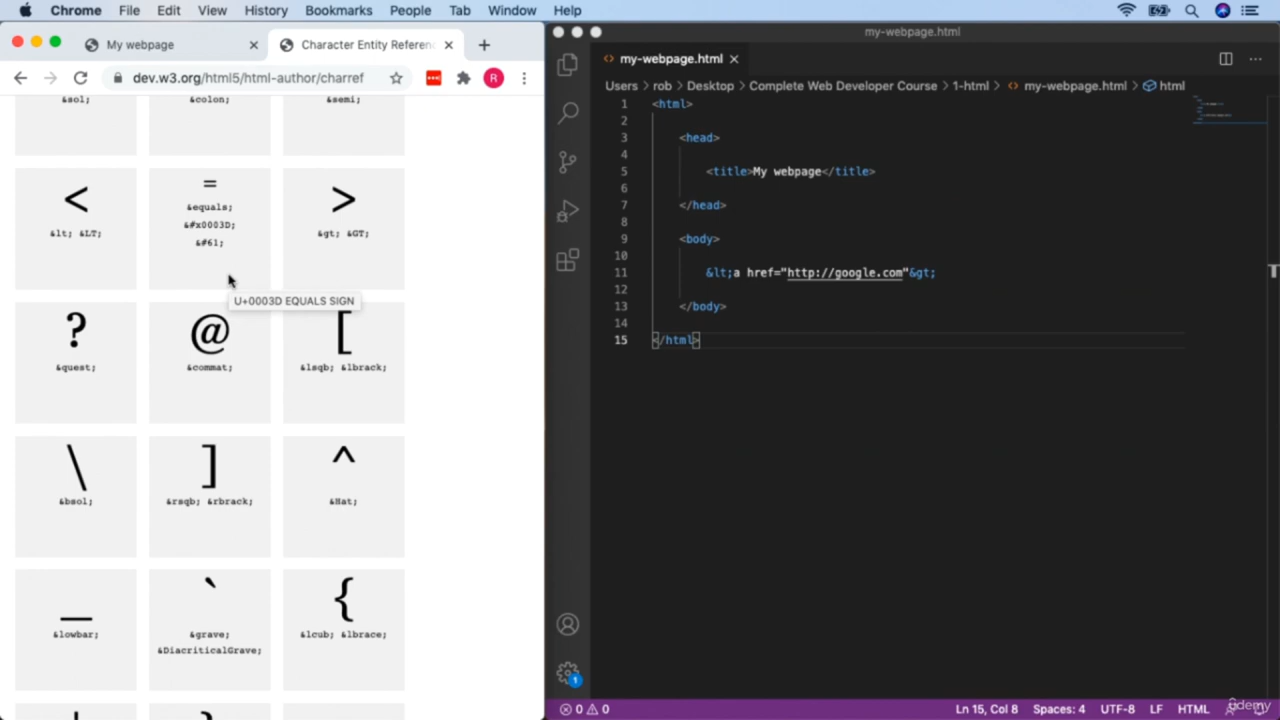 Chrome File Edit View History Bookmarks People Tab Window Help
My webpage
Character Entity Referen
dev.w3.org/html5/html-author/charref
R
&sol; &colon; &semi;
< = >
&lt; &LT; &equals; &gt; &GT;
&#x0003D;
&#61;
U+0003D EQUALS SIGN
? @ [
&quest; &commat; &lsqb; &lbrack;
\ ] ^
&bsol; &rsqb; &rbrack; &Hat;
_ ` {
&lowbar; &grave; &lcub; &lbrace;
&DiacriticalGrave;
my-webpage.html
my-webpage.html
Users > rob > Desktop > Complete Web Developer Course > 1-html > my-webpage.html > html
1 <html>
2
3 <head>
4
5 <title>My webpage</title>
6
7 </head>
8
9 <body>
10
11 &lt;a href="http://google.com"&gt;
12
13 </body>
14
15 </html>
1
0 0 Ln 15, Col 8 Spaces: 4 UTF-8 LF HTML
ûdemy